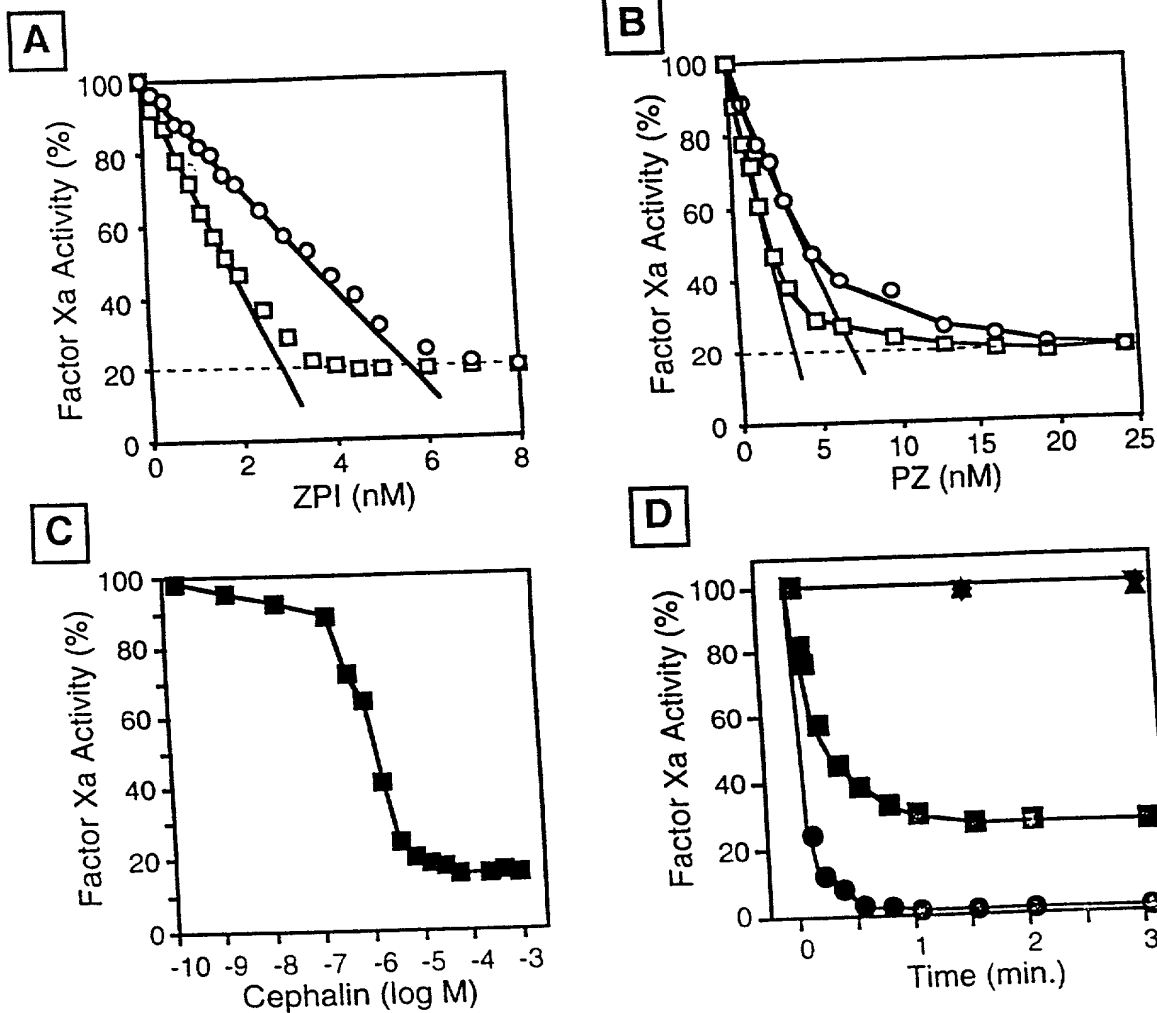 A
Factor Xa Activity (%)
100
80
60
40
20
0
0 2 4 6 8
ZPI (nM)
B
Factor Xa Activity (%)
100
80
60
40
20
0
0 5 10 15 20 25
PZ (nM)
C
Factor Xa Activity (%)
100
80
60
40
20
0
-10 -9 -8 -7 -6 -5 -4 -3
Cephalin (log M)
D
Factor Xa Activity (%)
100
80
60
40
20
0
0 1 2 3
Time (min.)